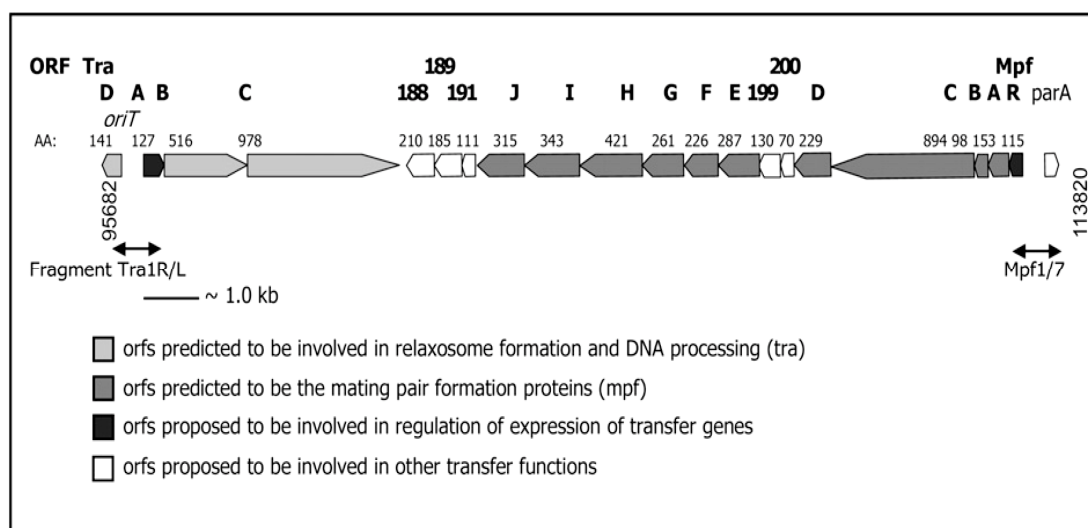 ORF Tra 189 200 Mpf
D A B C 188 191 J I H G F E 199 D C B A R parA
oriT
AA: 141 127 516 978 210 185 111 315 343 421 261 226 287 130 70 229 894 98 153 115
95682 113820
Fragment Tra1R/L Mpf1/7
~ 1.0 kb
orfs predicted to be involved in relaxosome formation and DNA processing (tra)
orfs predicted to be the mating pair formation proteins (mpf)
orfs proposed to be involved in regulation of expression of transfer genes
orfs proposed to be involved in other transfer functions